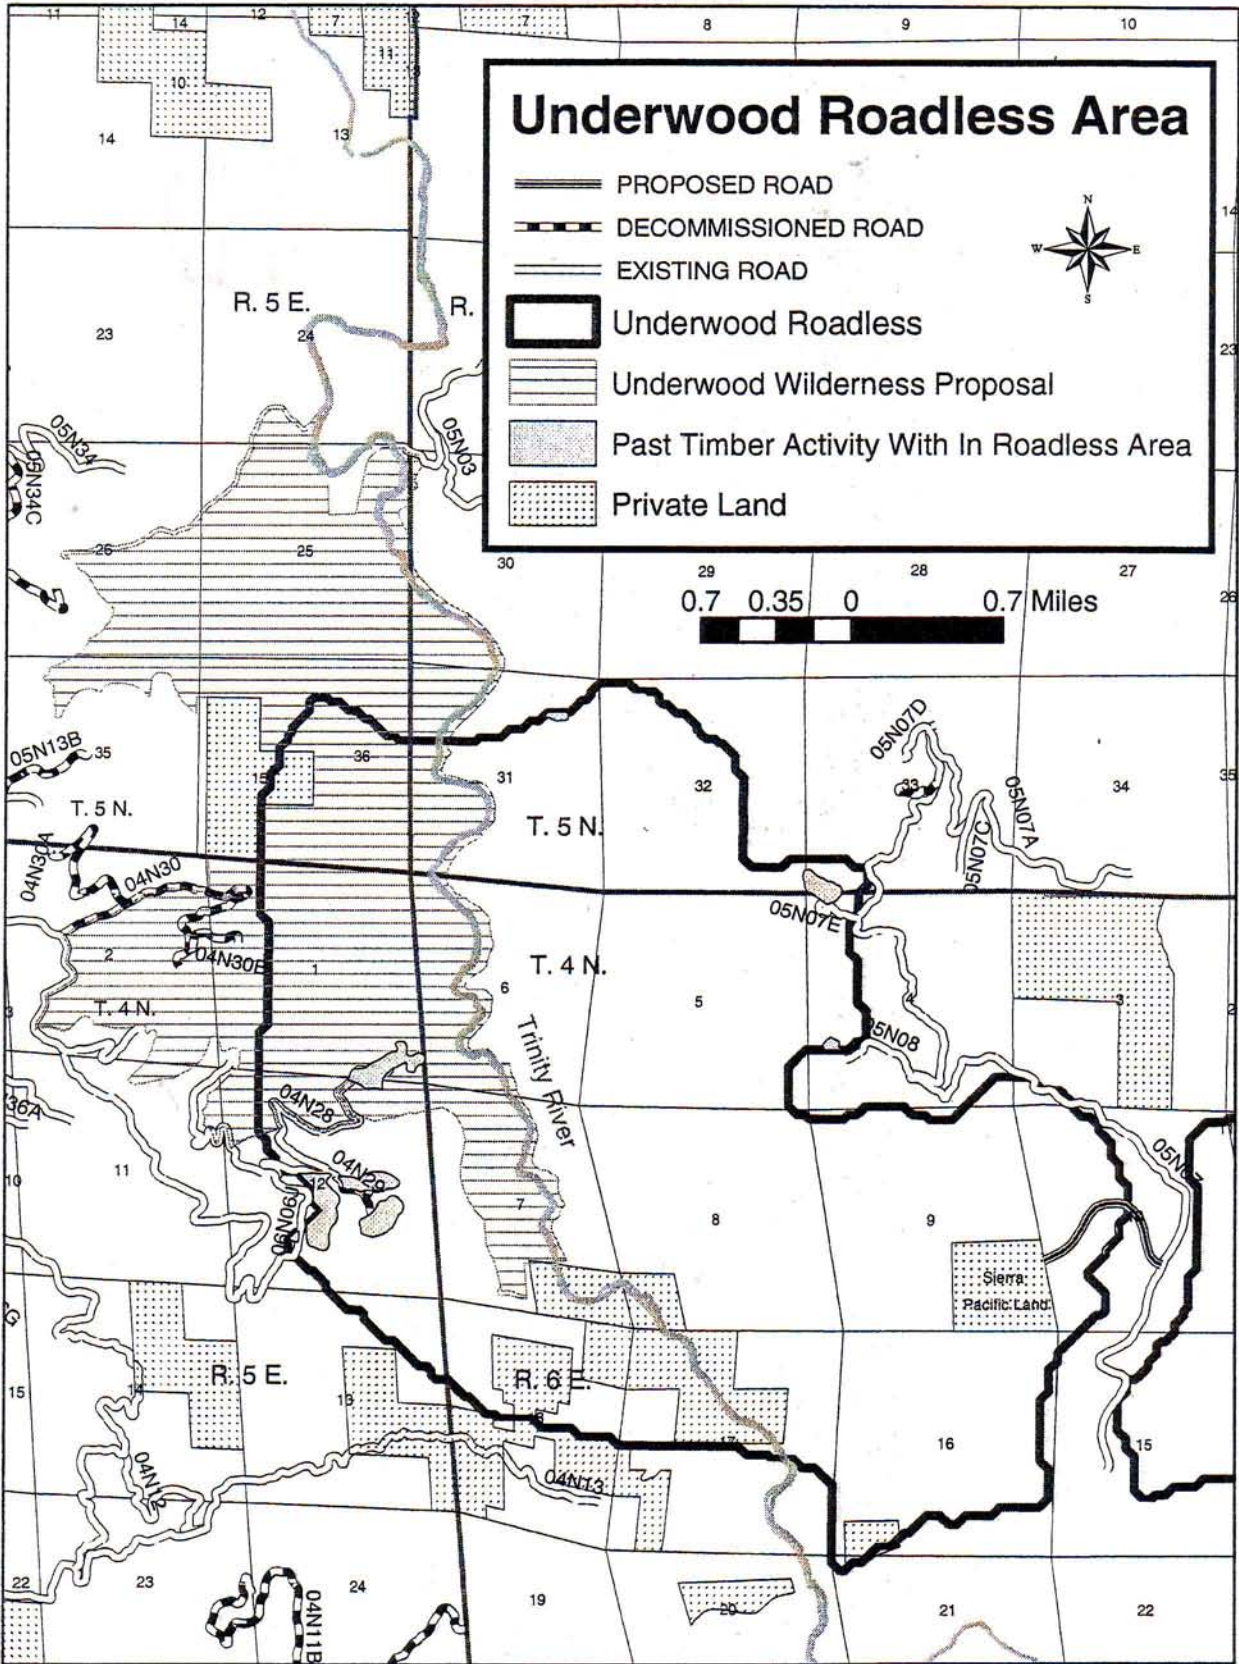 11
14
12
7
7
8
9
10
10
11
14
13
Underwood Roadless Area
PROPOSED ROAD
DECOMMISSIONED ROAD
EXISTING ROAD
Underwood Roadless
Underwood Wilderness Proposal
Past Timber Activity With In Roadless Area
Private Land
N
W
E
S
14
R. 5 E.
R.
23
24
23
05N34
05N34C
05N03
26
25
30
29
28
27
26
0.7 0.35 0 0.7 Miles
05N13B
35
36
15
31
32
05N07D
33
05N07C
05N07A
34
35
T. 5 N.
T. 5 N.
04N30A
04N30
05N07E
2
04N30B
1
T. 4 N.
6
5
4
3
2
3
T. 4 N.
05N08
Trinity River
36A
04N28
10
11
04N29
12
06N06J
7
8
9
05N07
Sierra
Pacific Land
R. 5 E.
R. 6 E.
15
14
13
18
17
16
15
04N12
04N13
22
23
24
04N11B
19
20
21
22